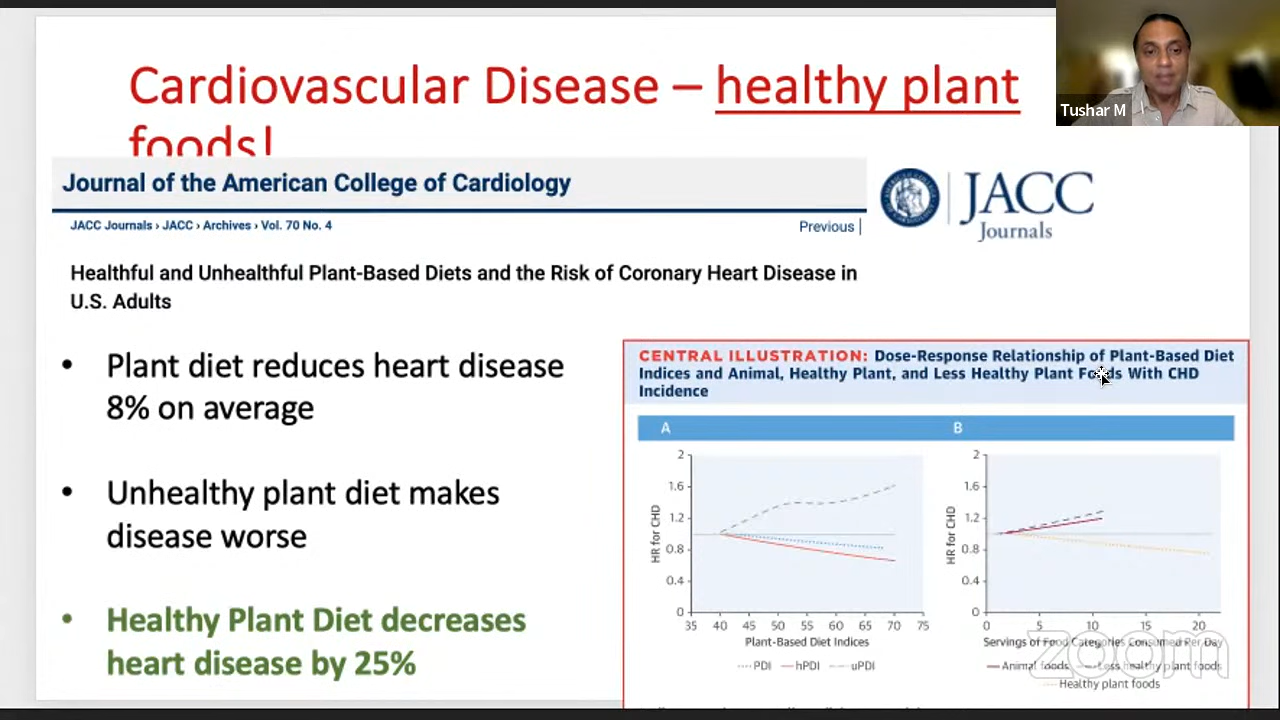 Cardiovascular Disease – healthy plant
foods!
Tushar M
Journal of the American College of Cardiology
JACC Journals › JACC › Archives › Vol. 70 No. 4
Previous |
JACC
Journals
Healthful and Unhealthful Plant-Based Diets and the Risk of Coronary Heart Disease in
U.S. Adults
• Plant diet reduces heart disease
8% on average
• Unhealthy plant diet makes
disease worse
• Healthy Plant Diet decreases
heart disease by 25%
CENTRAL ILLUSTRATION: Dose-Response Relationship of Plant-Based Diet
Indices and Animal, Healthy Plant, and Less Healthy Plant Foods With CHD
Incidence
A
B
2
1.6
1.2
0.8
0.4
0
HR for CHD
35 40 45 50 55 60 65 70 75
Plant-Based Diet Indices
PDI hPDI uPDI
2
1.6
1.2
0.8
0.4
0
HR for CHD
0 5 10 15 20
Servings of Food Categories Consumed Per Day
Animal foods Less healthy plant foods
Healthy plant foods
zoom